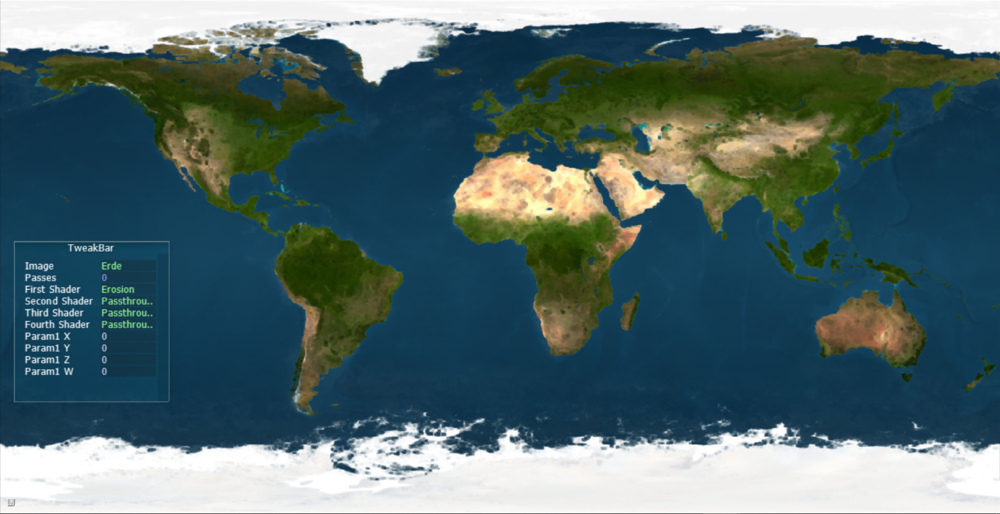 TweakBar
Image Erde
Passes 0
First Shader Erosion
Second Shader Passthrou..
Third Shader Passthrou..
Fourth Shader Passthrou..
Param1 X 0
Param1 Y 0
Param1 Z 0
Param1 W 0